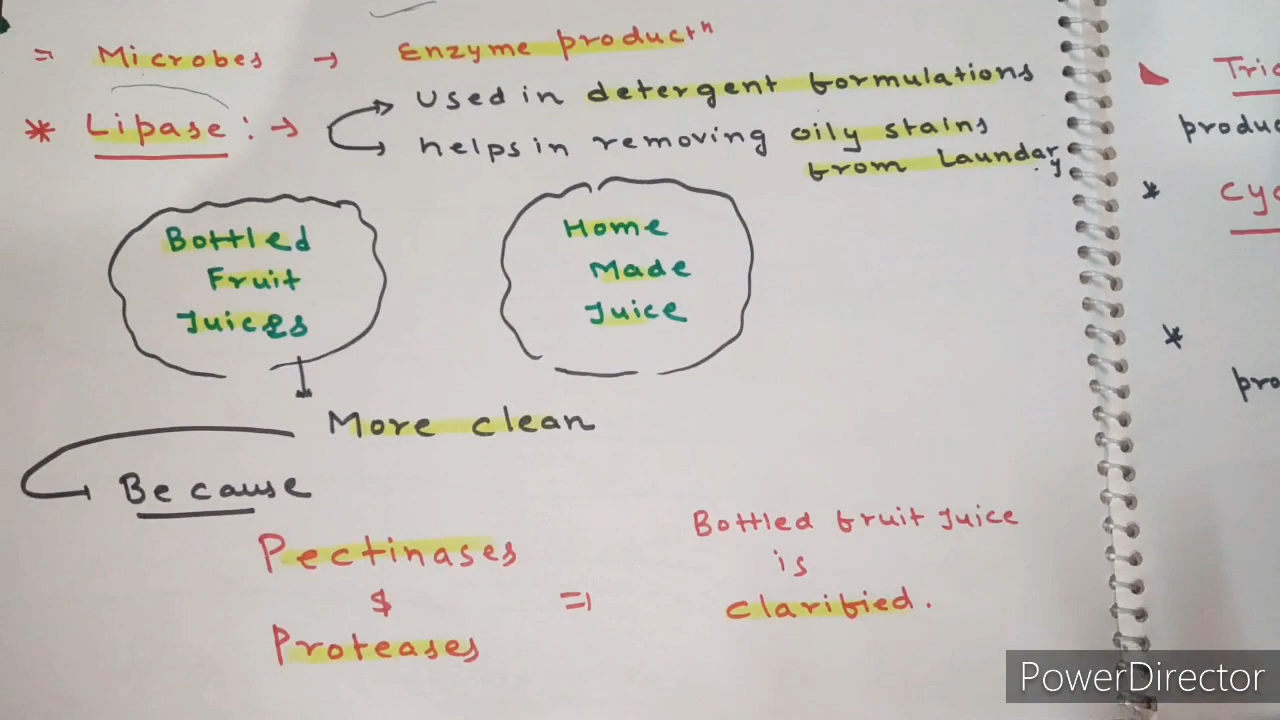 = Microbes → Enzyme productⁿ
* Lipase : → Used in detergent formulations
helps in removing oily stains
from Laundary
Bottled
Fruit
Juices
Home
Made
Juice
More clean
Because
Pectinases
&
Proteases
=
Bottled fruit Juice
is
clarified.
*
*
PowerDirector